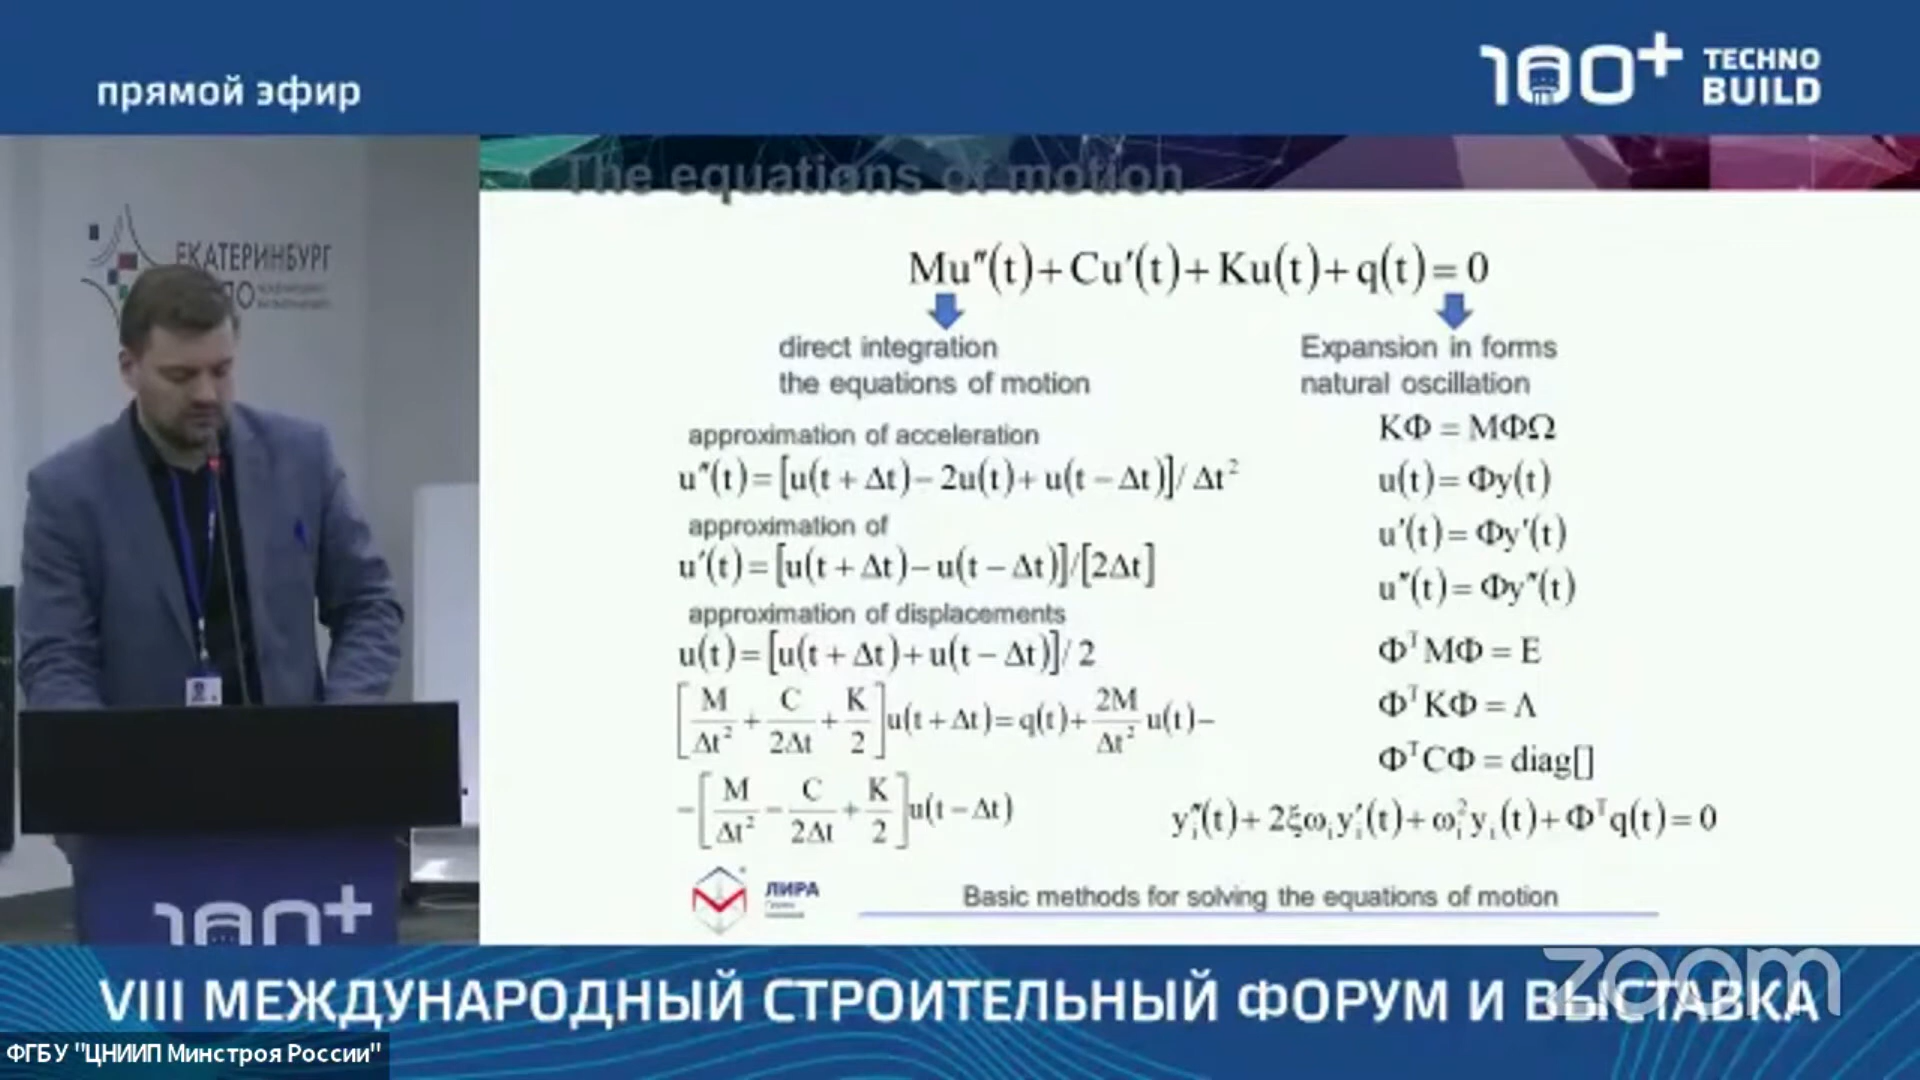 прямой эфир
100+ TECHNO
BUILD
ЕКАТЕРИНБУРГ
The equations of motion
Mu″(t)+Cu′(t)+Ku(t)+q(t)=0
direct integration
the equations of motion
approximation of acceleration
u″(t)=[u(t+Δt)−2u(t)+u(t−Δt)]/Δt²
approximation of
u′(t)=[u(t+Δt)−u(t−Δt)]/[2Δt]
approximation of displacements
u(t)=[u(t+Δt)+u(t−Δt)]/2
[M/Δt²+C/2Δt+K/2]u(t+Δt)=q(t)+2M/Δt² u(t)−
−[M/Δt²−C/2Δt+K/2]u(t−Δt)
Expansion in forms
natural oscillation
KΦ=MΦΩ
u(t)=Φy(t)
u′(t)=Φy′(t)
u″(t)=Φy″(t)
ΦᵀMΦ=E
ΦᵀKΦ=Λ
ΦᵀCΦ=diag[]
yᵢ″(t)+2ξωᵢyᵢ′(t)+ωᵢ²yᵢ(t)+Φᵀq(t)=0
ЛИРА
Basic methods for solving the equations of motion
100+
zoom
VIII МЕЖДУНАРОДНЫЙ СТРОИТЕЛЬНЫЙ ФОРУМ И ВЫСТАВКА
ФГБУ "ЦНИИП Минстроя России"